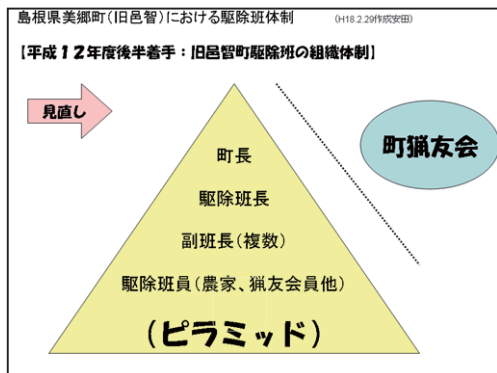 島根県美郷町(旧邑智)における駆除班体制
(H18.2.29作成安田)
【平成12年度後半着手:旧邑智町駆除班の組織体制】
見直し
町猟友会
町長
駆除班長
副班長(複数)
駆除班員(農家、猟友会員他)
(ピラミッド)